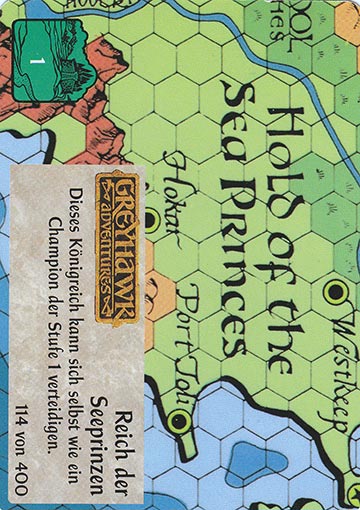 1
HOLD of the
SEA PRINCES
Hokar
Port Toli
Westkeep
GREYHAWK
ADVENTURES
Reich der
Seeprinzen
Dieses Königreich kann sich selbst wie ein
Champion der Stufe 1 verteidigen.
114 von 400